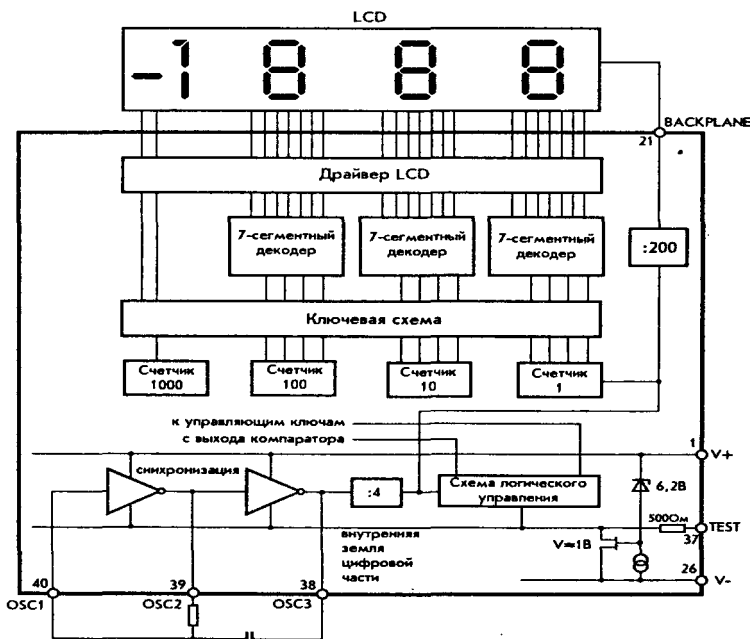 LCD
-1 8 8 8
BACKPLANE
21
Драйвер LCD
7-сегментный декодер
7-сегментный декодер
7-сегментный декодер
:200
Ключевая схема
Счетчик 1000
Счетчик 100
Счетчик 10
Счетчик 1
к управляющим ключам
с выхода компаратора
1
V+
синхронизация
:4
Схема логического управления
6,2В
500Ом
TEST
37
внутренняя
земля
цифровой
части
V≈1В
26
V-
40
39
38
OSC1
OSC2
OSC3